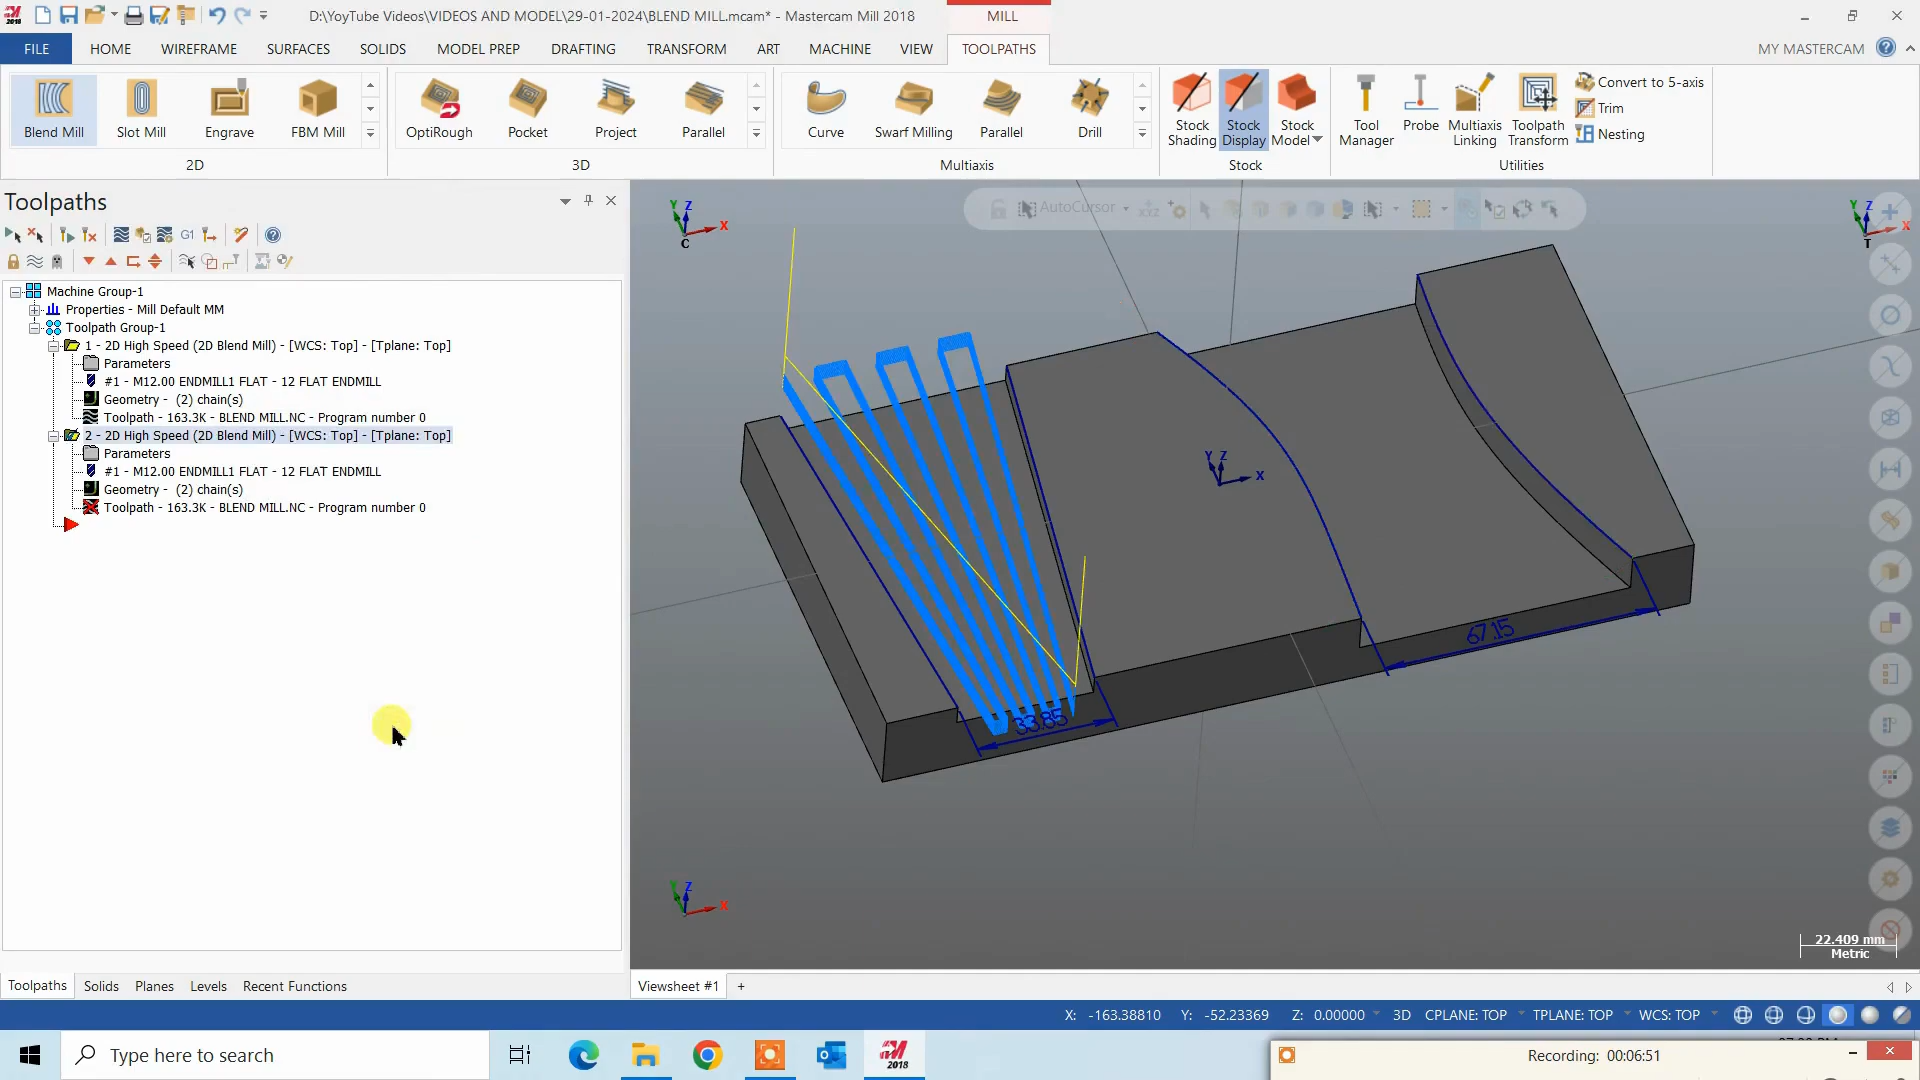 D:\YoyTube Videos\VIDEOS AND MODEL\29-01-2024\BLEND MILL.mcam* - Mastercam Mill 2018
MILL
FILE HOME WIREFRAME SURFACES SOLIDS MODEL PREP DRAFTING TRANSFORM ART MACHINE VIEW TOOLPATHS MY MASTERCAM
Blend Mill Slot Mill Engrave FBM Mill OptiRough Pocket Project Parallel Curve Swarf Milling Parallel Drill
Stock Shading
Stock Display
Stock Model
Tool Manager
Probe
Multiaxis Linking
Toolpath Transform
Convert to 5-axis
Trim
Nesting
2D 3D Multiaxis Stock Utilities
Toolpaths
G1
AutoCursor
Machine Group-1
Properties - Mill Default MM
Toolpath Group-1
1 - 2D High Speed (2D Blend Mill) - [WCS: Top] - [Tplane: Top]
Parameters
#1 - M12.00 ENDMILL1 FLAT - 12 FLAT ENDMILL
Geometry - (2) chain(s)
Toolpath - 163.3K - BLEND MILL.NC - Program number 0
2 - 2D High Speed (2D Blend Mill) - [WCS: Top] - [Tplane: Top]
Parameters
#1 - M12.00 ENDMILL1 FLAT - 12 FLAT ENDMILL
Geometry - (2) chain(s)
Toolpath - 163.3K - BLEND MILL.NC - Program number 0
Y Z X C
Y Z X T
Y Z X
67.15
33.85
Y Z X
22.409 mm
Metric
Toolpaths Solids Planes Levels Recent Functions
Viewsheet #1 +
X: -163.38810 Y: -52.23369 Z: 0.00000 3D CPLANE: TOP TPLANE: TOP WCS: TOP
Type here to search
2018
Recording: 00:06:51